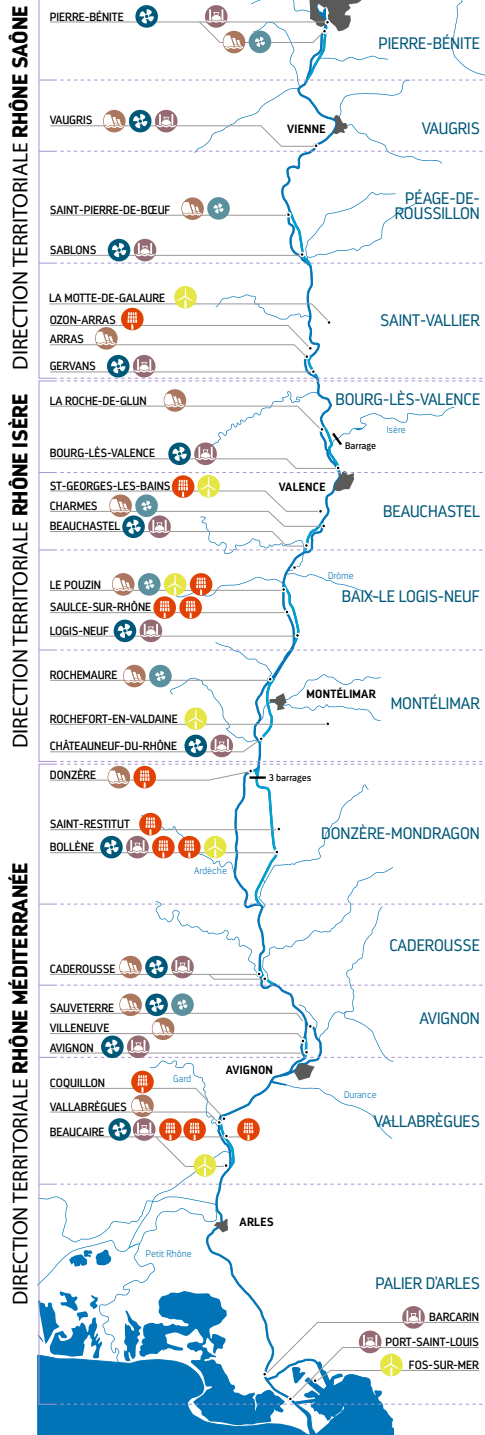 DIRECTION TERRITORIALE RHÔNE SAÔNE
PIERRE-BÉNITE
PIERRE-BÉNITE
VAUGRIS
VIENNE
VAUGRIS
SAINT-PIERRE-DE-BŒUF
PÉAGE-DE-
ROUSSILLON
SABLONS
LA MOTTE-DE-GALAURE
OZON-ARRAS
SAINT-VALLIER
ARRAS
GERVANS
DIRECTION TERRITORIALE RHÔNE ISÈRE
LA ROCHE-DE-GLUN
BOURG-LÈS-VALENCE
Isère
Barrage
BOURG-LÈS-VALENCE
ST-GEORGES-LES-BAINS
VALENCE
CHARMES
BEAUCHASTEL
BEAUCHASTEL
Drôme
LE POUZIN
BAIX-LE LOGIS-NEUF
SAULCE-SUR-RHÔNE
LOGIS-NEUF
ROCHEMAURE
MONTÉLIMAR
MONTÉLIMAR
ROCHEFORT-EN-VALDAINE
CHÂTEAUNEUF-DU-RHÔNE
DIRECTION TERRITORIALE RHÔNE MÉDITERRANÉE
DONZÈRE
3 barrages
SAINT-RESTITUT
DONZÈRE-MONDRAGON
BOLLÈNE
Ardèche
CADEROUSSE
CADEROUSSE
SAUVETERRE
AVIGNON
VILLENEUVE
AVIGNON
AVIGNON
COQUILLON
Gard
Durance
VALLABRÈGUES
VALLABRÈGUES
BEAUCAIRE
ARLES
Petit Rhône
PALIER D'ARLES
BARCARIN
PORT-SAINT-LOUIS
FOS-SUR-MER